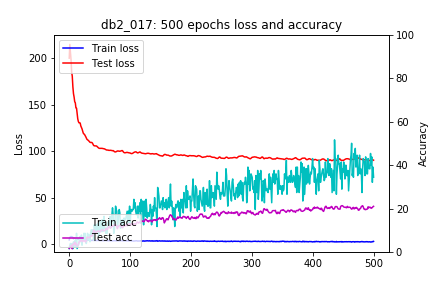 db2_017: 500 epochs loss and accuracy
Train loss
Test loss
Train acc
Test acc
Loss
Accuracy
0
50
100
150
200
0
20
40
60
80
100
0
100
200
300
400
500